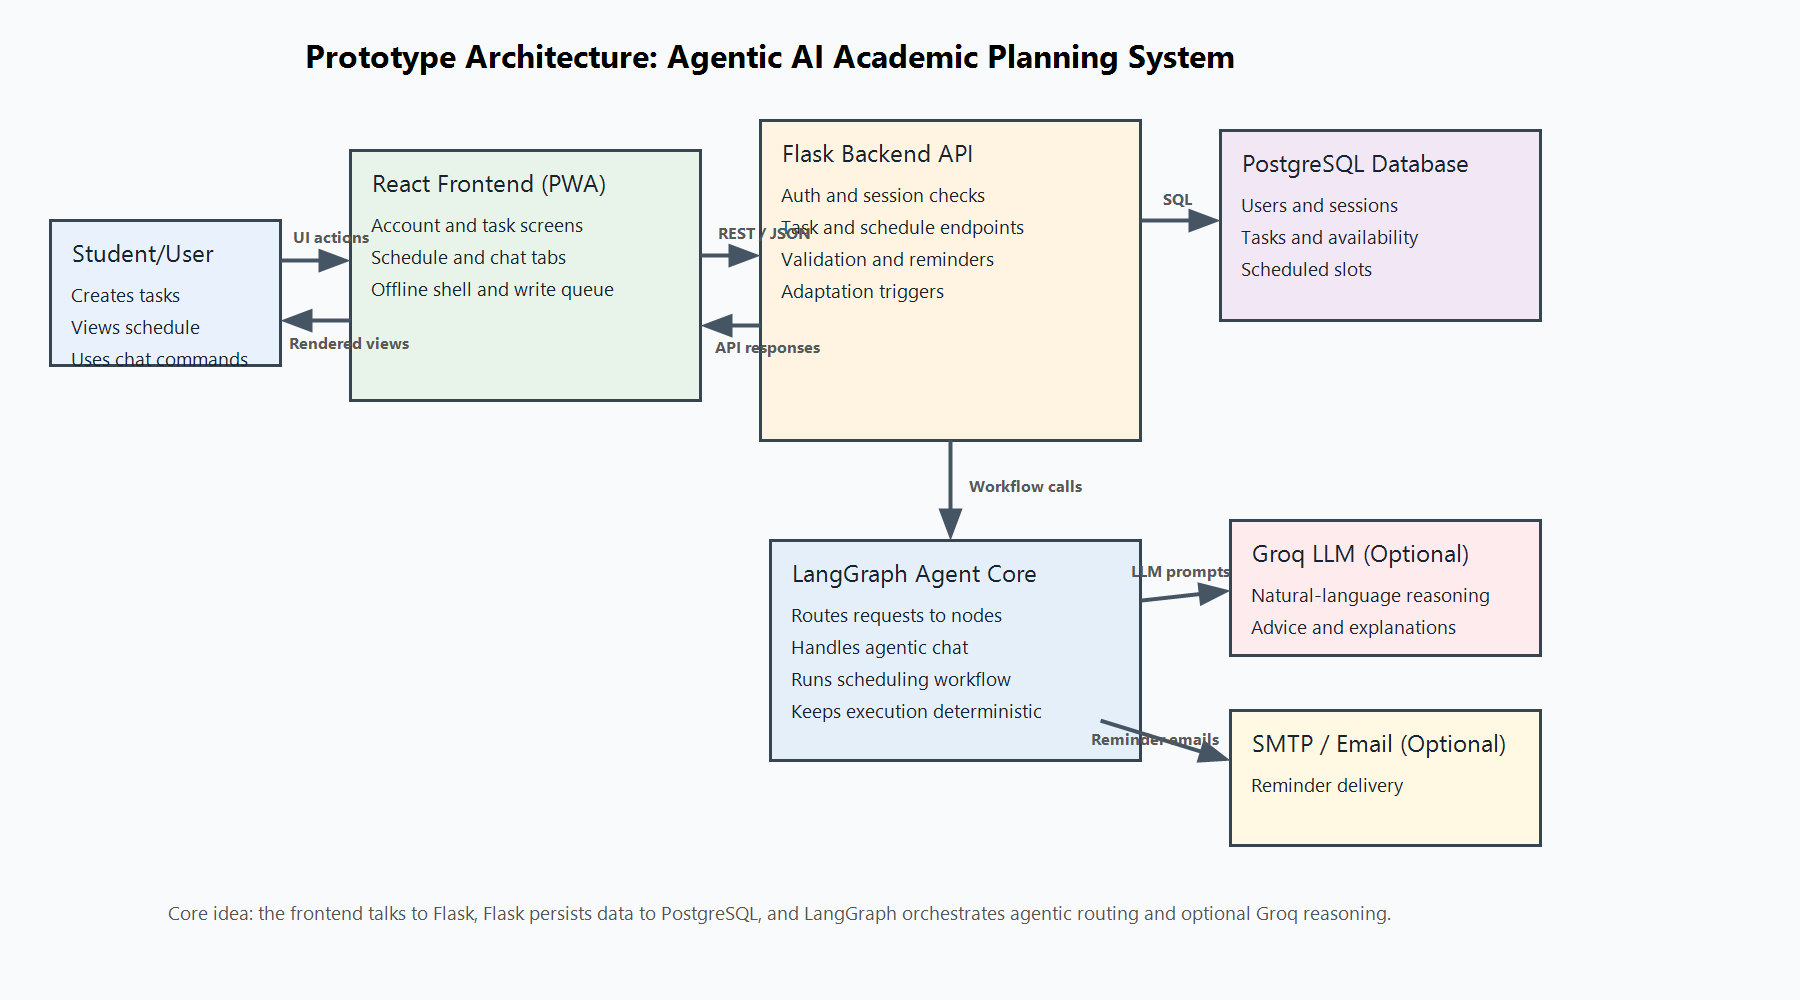 Prototype Architecture: Agentic AI Academic Planning System
Student/User
Creates tasks
Views schedule
Uses chat commands
UI actions
Rendered views
React Frontend (PWA)
Account and task screens
Schedule and chat tabs
Offline shell and write queue
REST / JSON
API responses
Flask Backend API
Auth and session checks
Task and schedule endpoints
Validation and reminders
Adaptation triggers
SQL
PostgreSQL Database
Users and sessions
Tasks and availability
Scheduled slots
Workflow calls
LangGraph Agent Core
Routes requests to nodes
Handles agentic chat
Runs scheduling workflow
Keeps execution deterministic
LLM prompts
Groq LLM (Optional)
Natural-language reasoning
Advice and explanations
Reminder emails
SMTP / Email (Optional)
Reminder delivery
Core idea: the frontend talks to Flask, Flask persists data to PostgreSQL, and LangGraph orchestrates agentic routing and optional Groq reasoning.